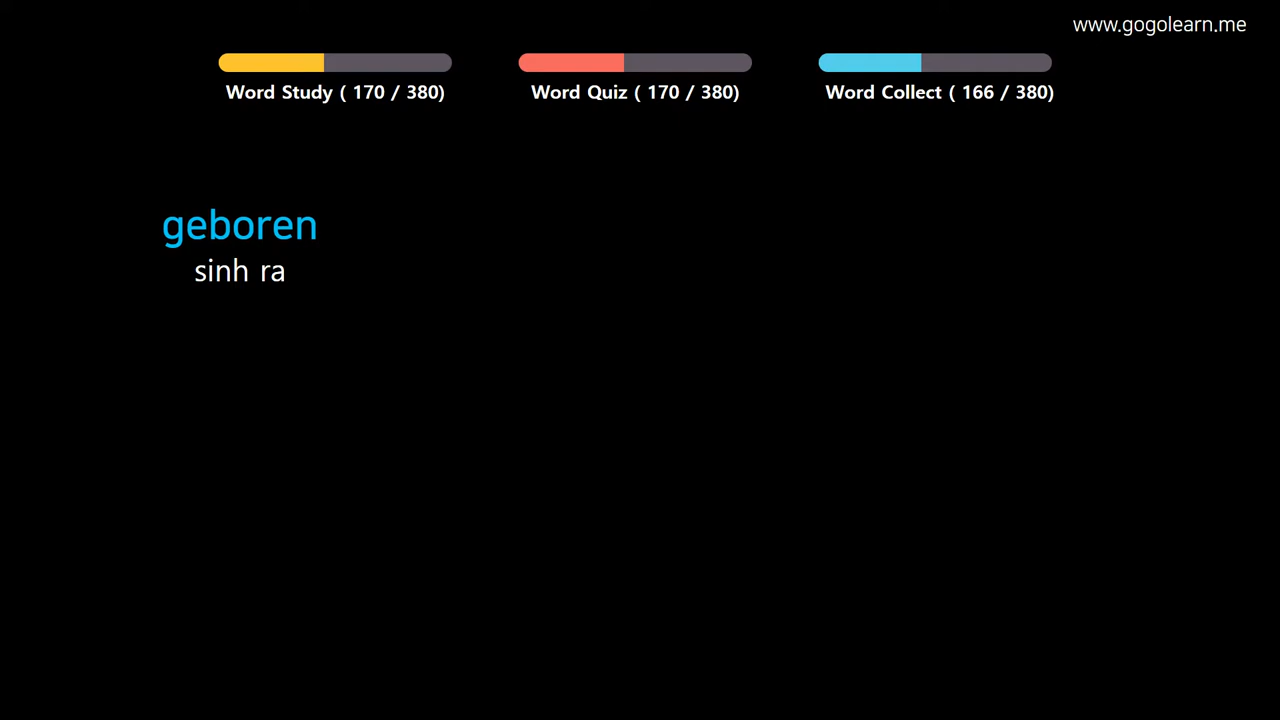 www.gogolearn.me
Word Study ( 170 / 380)
Word Quiz ( 170 / 380)
Word Collect ( 166 / 380)
geboren
sinh ra